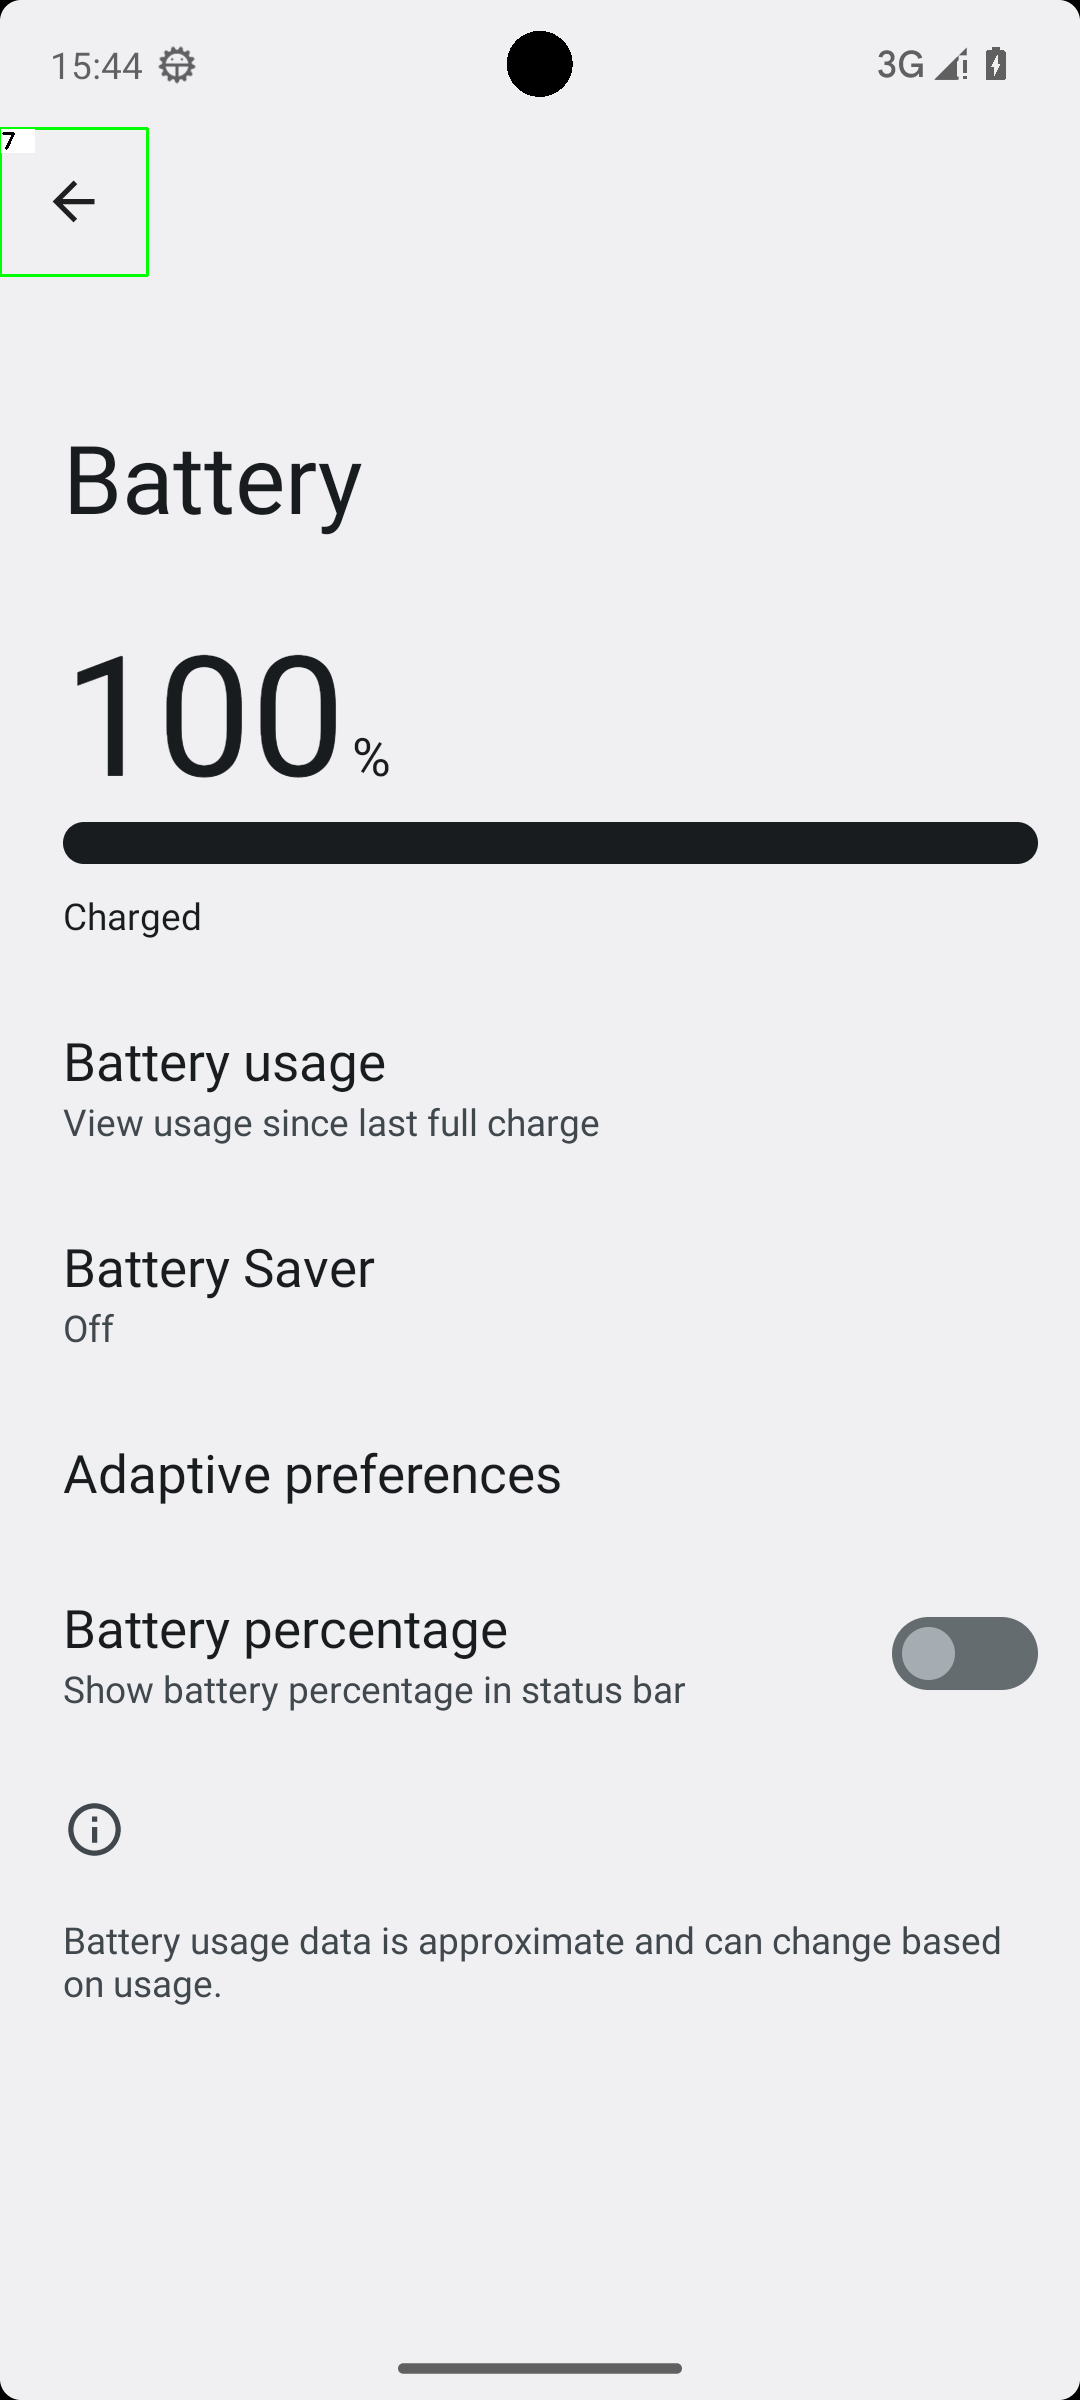 15:44
3G
7
Battery
100%
Charged
Battery usage
View usage since last full charge
Battery Saver
Off
Adaptive preferences
Battery percentage
Show battery percentage in status bar
Battery usage data is approximate and can change based
on usage.